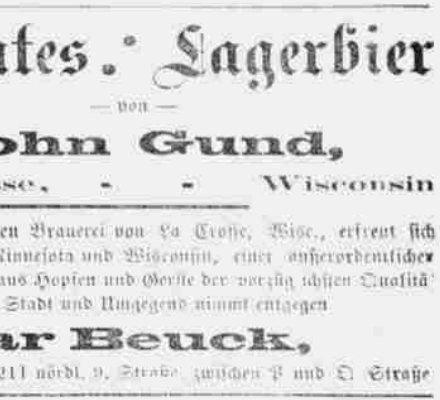 ates Lagerbier
— von —
ohn Gund,
sse, - - Wisconsin
en Brauerei von La Crosse, Wisc., erfreut sich
Minnesota und Wisconsin, einer außerordentlichen
aus Hopfen und Gerste der vorzüglichsten Qualitä
Stadt und Umgegend nimmt entgegen
ar Beuck,
211 nördl. 9. Straße, zwischen P und O Straße